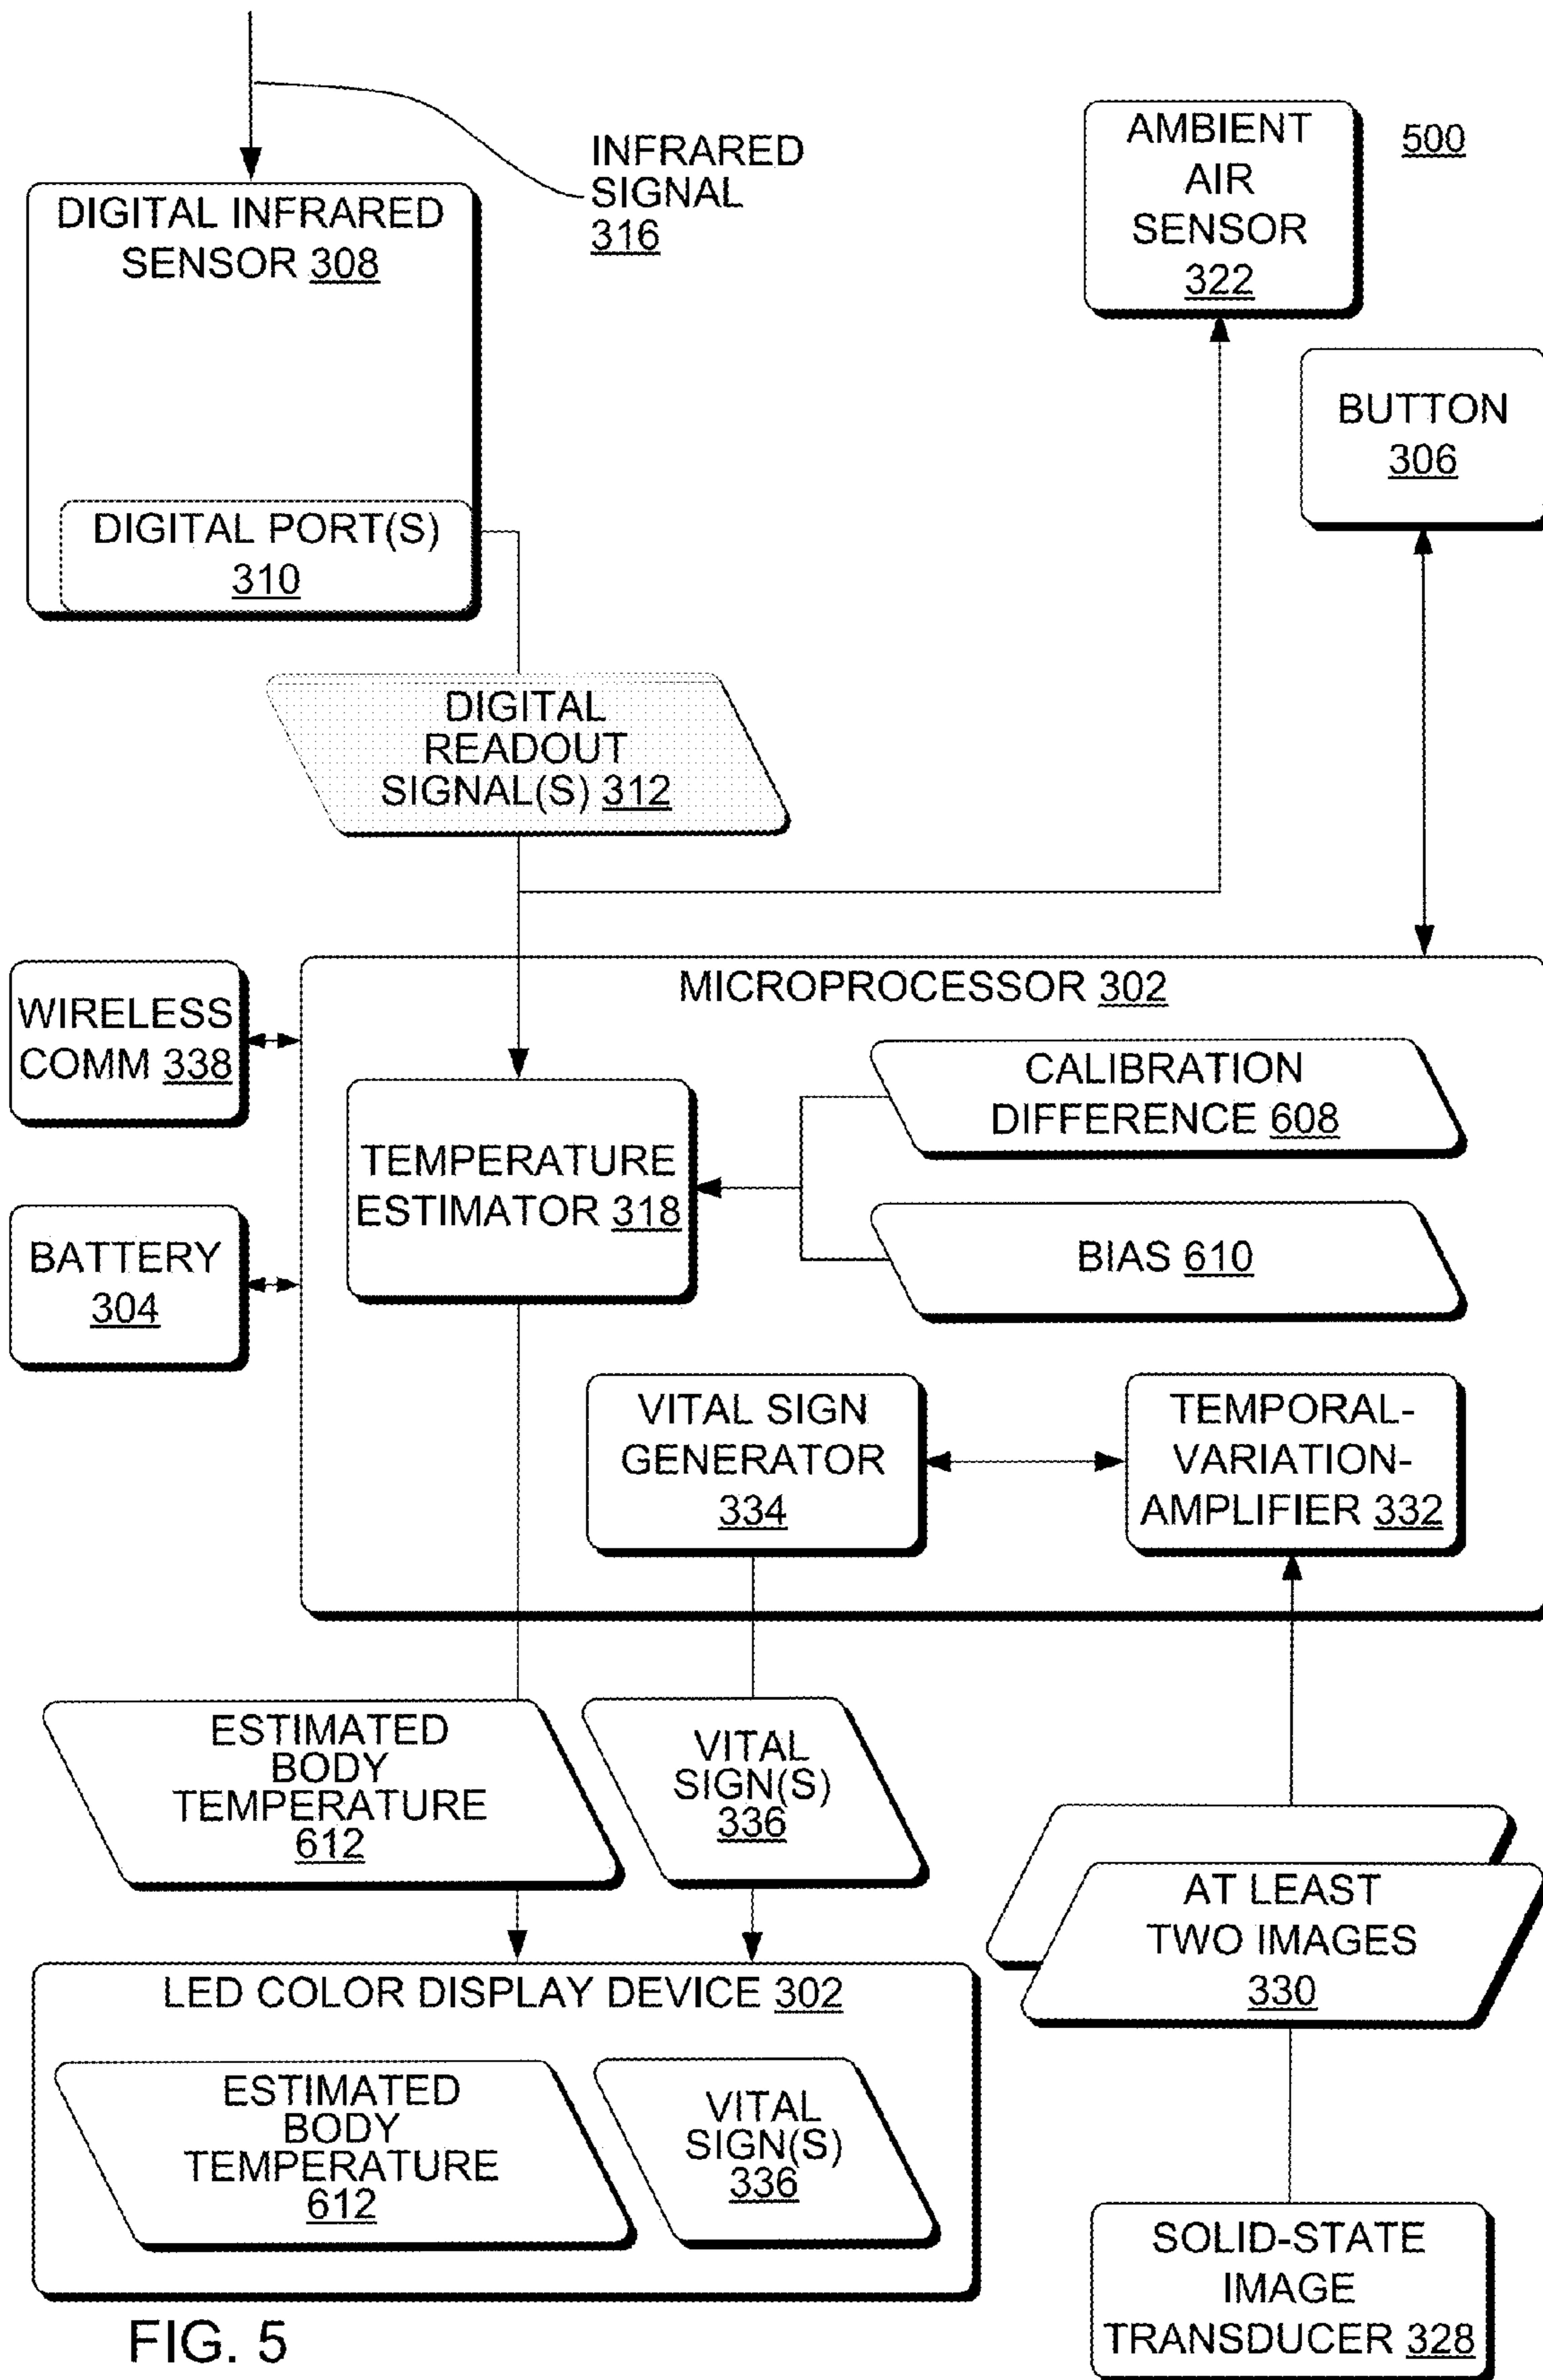 INFRARED
SIGNAL
316
AMBIENT
AIR
SENSOR
322
500
DIGITAL INFRARED
SENSOR 308
BUTTON
306
DIGITAL PORT(S)
310
DIGITAL
READOUT
SIGNAL(S) 312
MICROPROCESSOR 302
WIRELESS
COMM 338
CALIBRATION
DIFFERENCE 608
TEMPERATURE
ESTIMATOR 318
BATTERY
304
BIAS 610
VITAL SIGN
GENERATOR
334
TEMPORAL-
VARIATION-
AMPLIFIER 332
ESTIMATED
BODY
TEMPERATURE
612
VITAL
SIGN(S)
336
AT LEAST
TWO IMAGES
330
LED COLOR DISPLAY DEVICE 302
ESTIMATED
BODY
TEMPERATURE
612
VITAL
SIGN(S)
336
SOLID-STATE
IMAGE
TRANSDUCER 328
FIG. 5